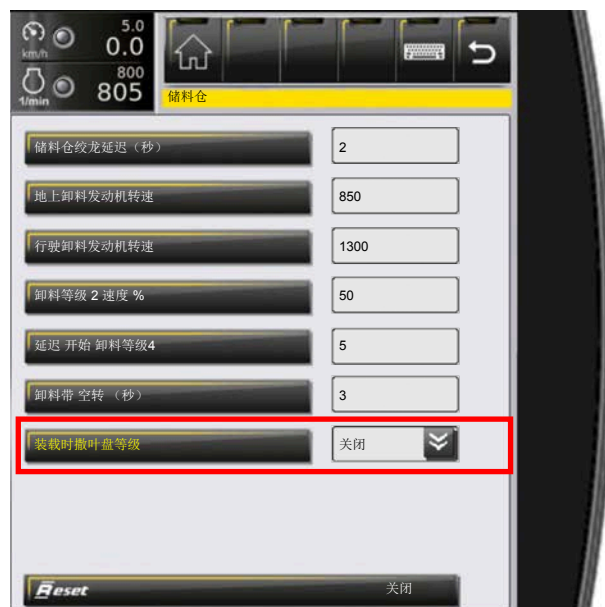 5.0
km/h 0.0
800
1/min 805
储料仓
储料仓绞龙延迟（秒） 2
地上卸料发动机转速 850
行驶卸料发动机转速 1300
卸料等级 2 速度 % 50
延迟 开始 卸料等级4 5
卸料带 空转 （秒） 3
装载时撒叶盘等级 关闭
Reset 关闭